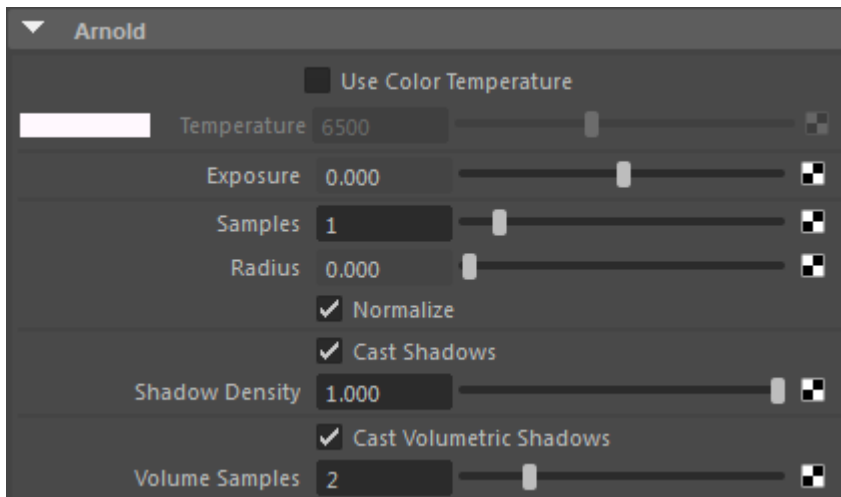 Arnold
Use Color Temperature
Temperature 6500
Exposure 0.000
Samples 1
Radius 0.000
Normalize
Cast Shadows
Shadow Density 1.000
Cast Volumetric Shadows
Volume Samples 2